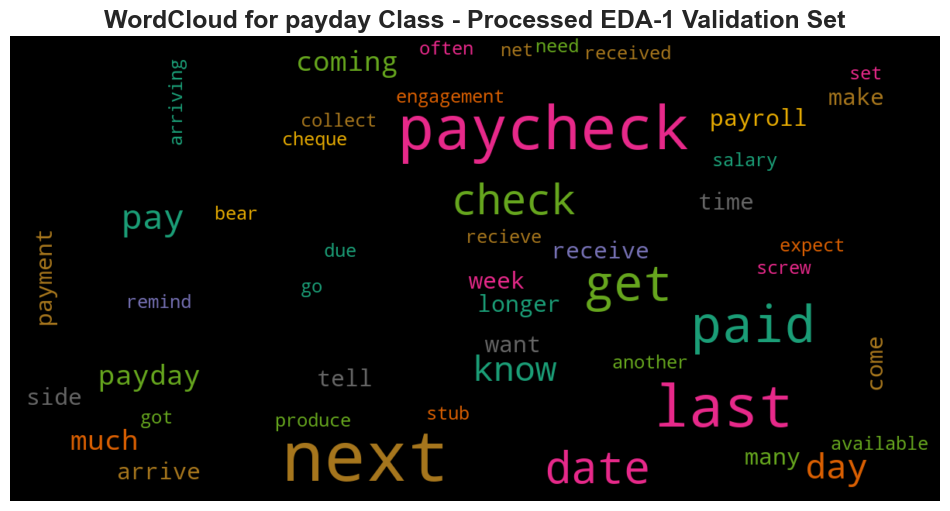 WordCloud for payday Class - Processed EDA-1 Validation Set
often
net
need
received
coming
set
arriving
engagement
make
collect
paycheck
payroll
cheque
salary
check
time
pay
bear
recieve
expect
due
receive
screw
payment
go
week
get
remind
longer
paid
want
another
come
know
payday
tell
side
last
got
produce
stub
much
next
available
many
arrive
date
day